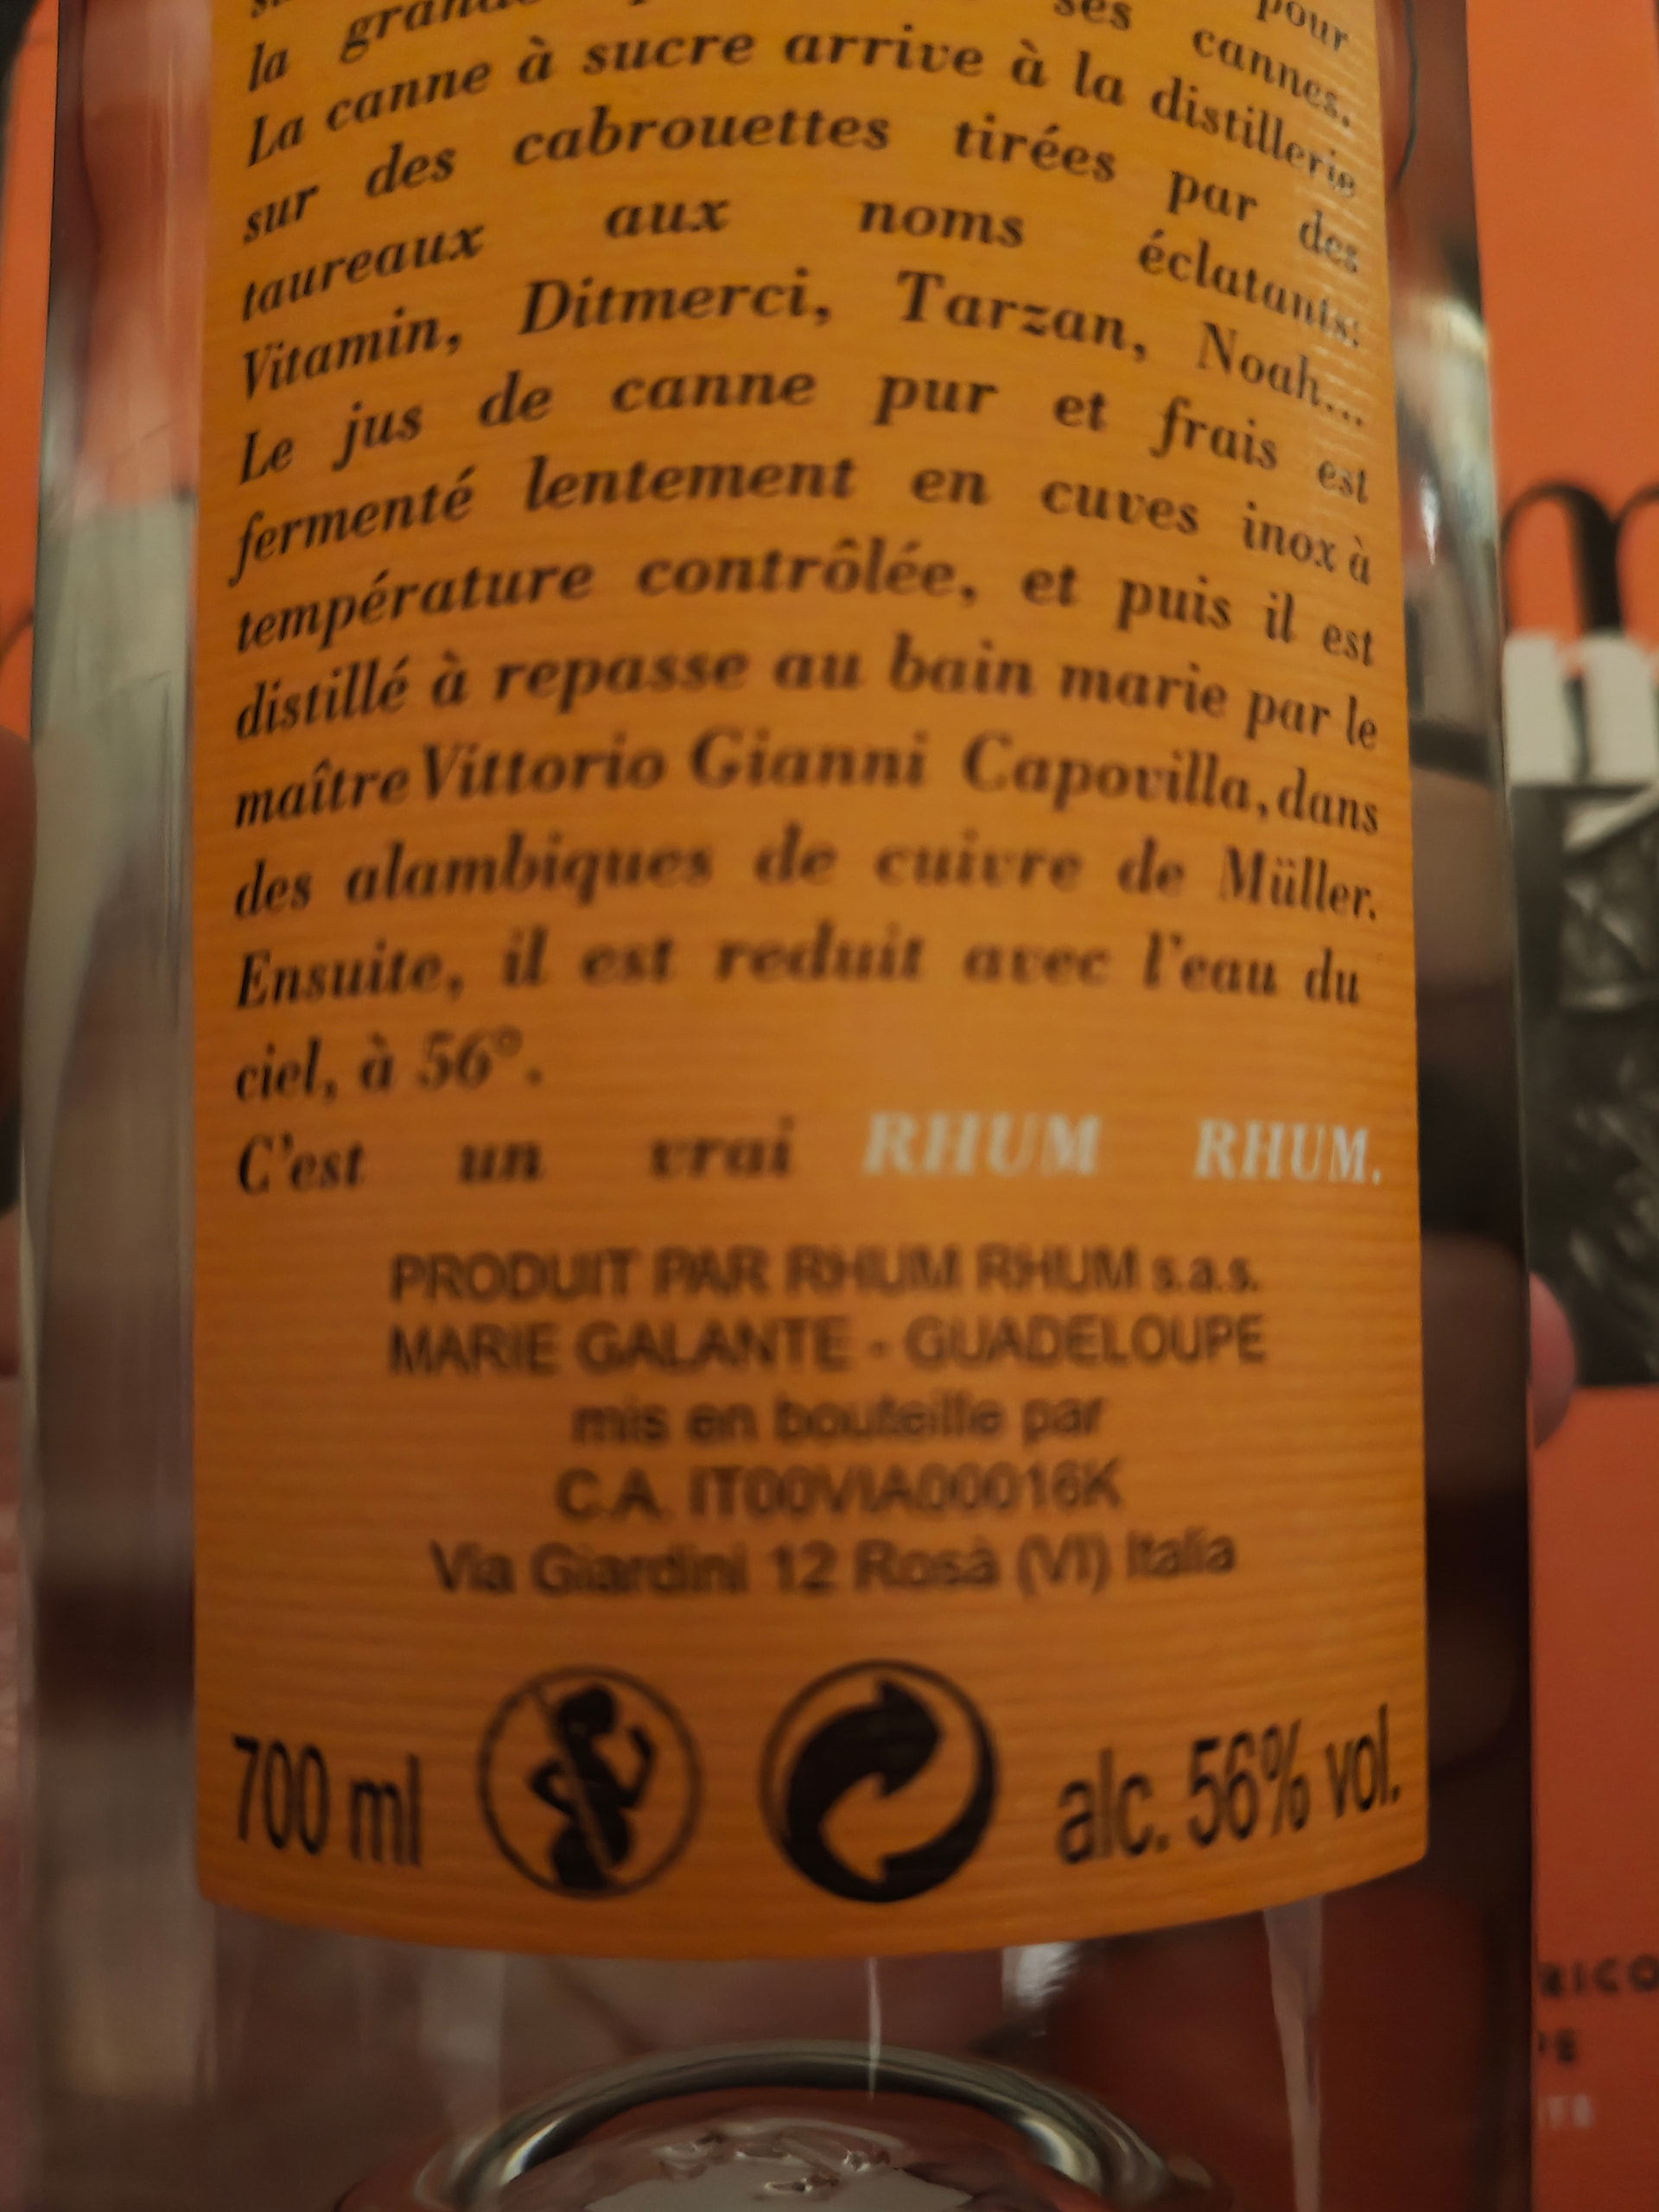 la grande ses pour
cannes.
La canne à sucre arrive à la distillerie
sur des cabrouettes tirées par des
taureaux aux noms éclatants:
Vitamin, Ditmerci, Tarzan, Noah...
Le jus de canne pur et frais est
fermenté lentement en cuves inox à
température contrôlée, et puis il est
distillé à repasse au bain marie par le
maître Vittorio Gianni Capovilla, dans
des alambiques de cuivre de Müller.
Ensuite, il est reduit avec l'eau du
ciel, à 56°.
C'est un vrai RHUM RHUM.
PRODUIT PAR RHUM RHUM s.a.s.
MARIE GALANTE - GUADELOUPE
mis en bouteille par
C.A. IT00VIA00016K
Via Giardini 12 Rosà (VI) Italia
700 ml alc. 56% vol.